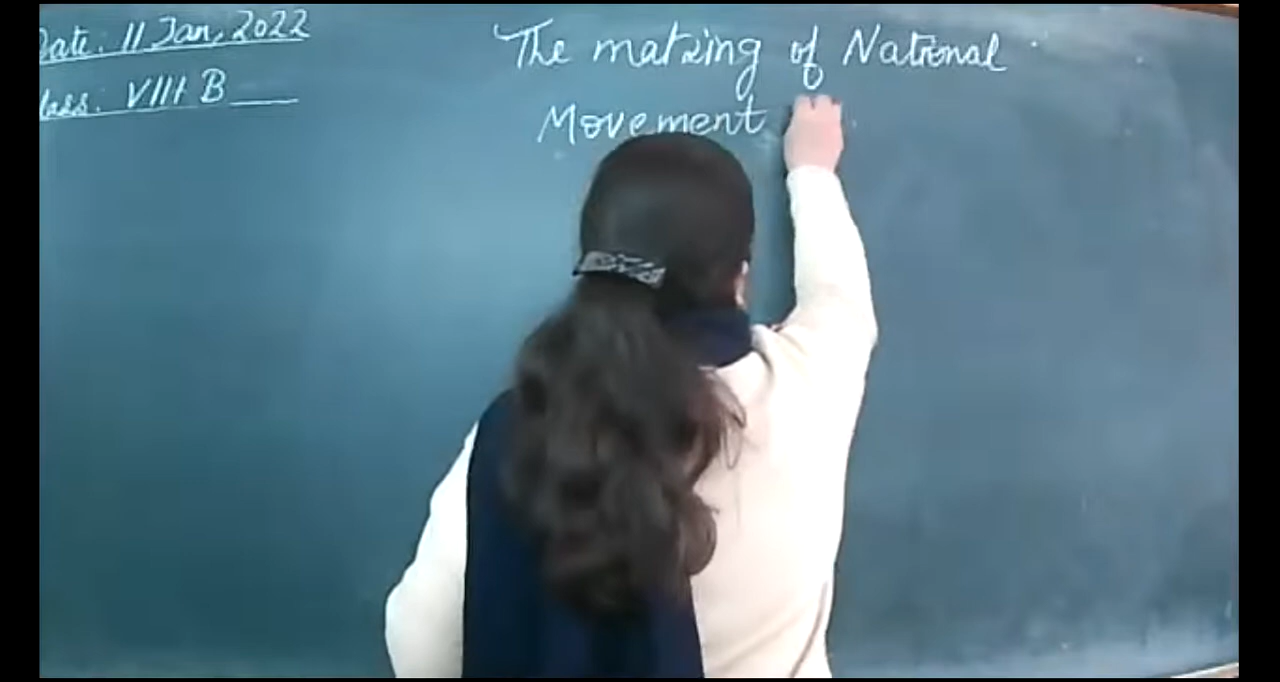 Date: 11 Jan, 2022
Class: VIII B
The making of National
Movement